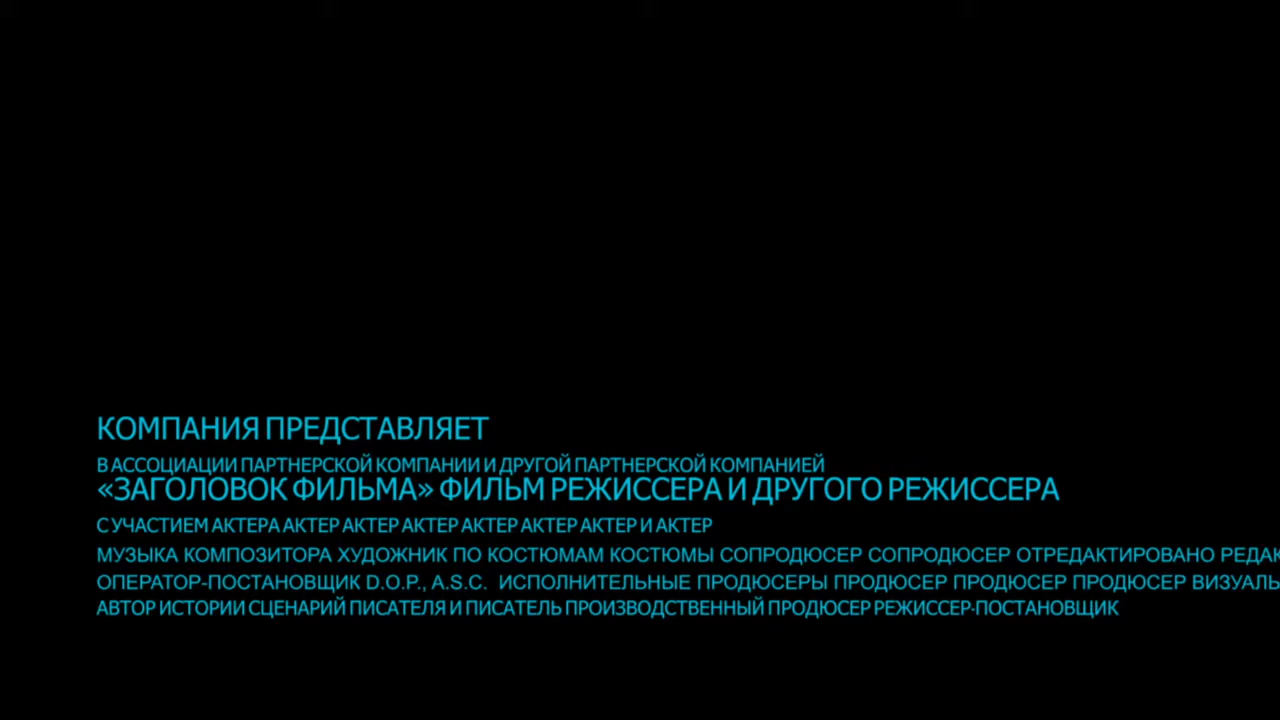 КОМПАНИЯ ПРЕДСТАВЛЯЕТ
В АССОЦИАЦИИ ПАРТНЕРСКОЙ КОМПАНИИ И ДРУГОЙ ПАРТНЕРСКОЙ КОМПАНИЕЙ
«ЗАГОЛОВОК ФИЛЬМА» ФИЛЬМ РЕЖИССЕРА И ДРУГОГО РЕЖИССЕРА
С УЧАСТИЕМ АКТЕРА АКТЕР АКТЕР АКТЕР АКТЕР АКТЕР АКТЕР И АКТЕР
МУЗЫКА КОМПОЗИТОРА ХУДОЖНИК ПО КОСТЮМАМ КОСТЮМЫ СОПРОДЮСЕР СОПРОДЮСЕР ОТРЕДАКТИРОВАНО РЕДАК
ОПЕРАТОР-ПОСТАНОВЩИК D.O.P., A.S.C. ИСПОЛНИТЕЛЬНЫЕ ПРОДЮСЕРЫ ПРОДЮСЕР ПРОДЮСЕР ПРОДЮСЕР ВИЗУАЛЬ
АВТОР ИСТОРИИ СЦЕНАРИЙ ПИСАТЕЛЯ И ПИСАТЕЛЬ ПРОИЗВОДСТВЕННЫЙ ПРОДЮСЕР РЕЖИССЕР-ПОСТАНОВЩИК